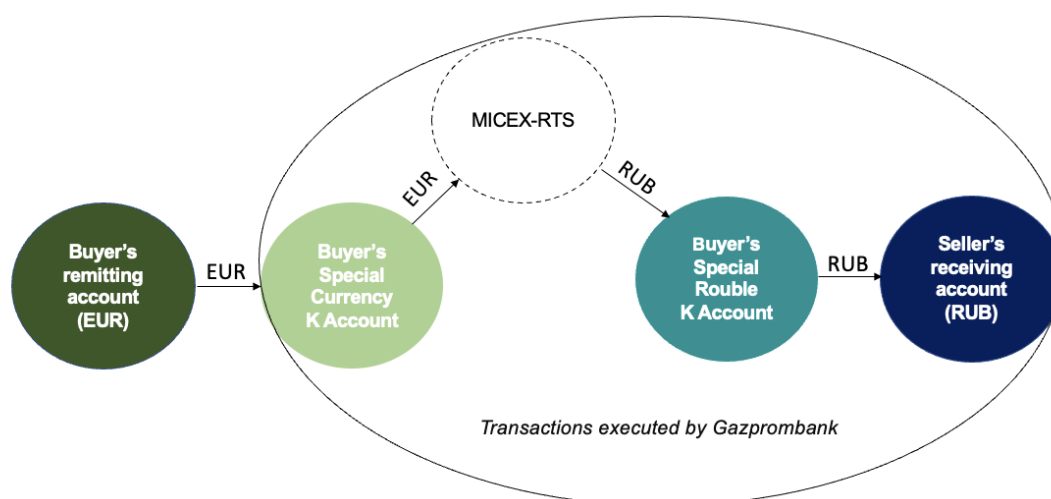 MICEX-RTS
EUR
RUB
Buyer's
remitting
account
(EUR)
EUR
Buyer's
Special
Currency
K Account
Buyer's
Special
Rouble
K Account
RUB
Seller's
receiving
account
(RUB)
Transactions executed by Gazprombank